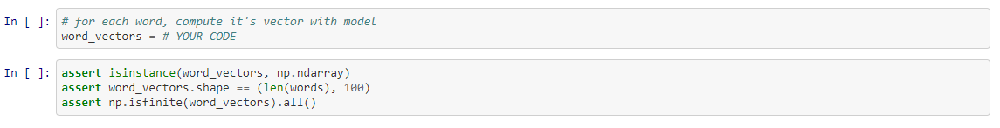 In [ ]: # for each word, compute it's vector with model
word_vectors = # YOUR CODE
In [ ]: assert isinstance(word_vectors, np.ndarray)
assert word_vectors.shape == (len(words), 100)
assert np.isfinite(word_vectors).all()